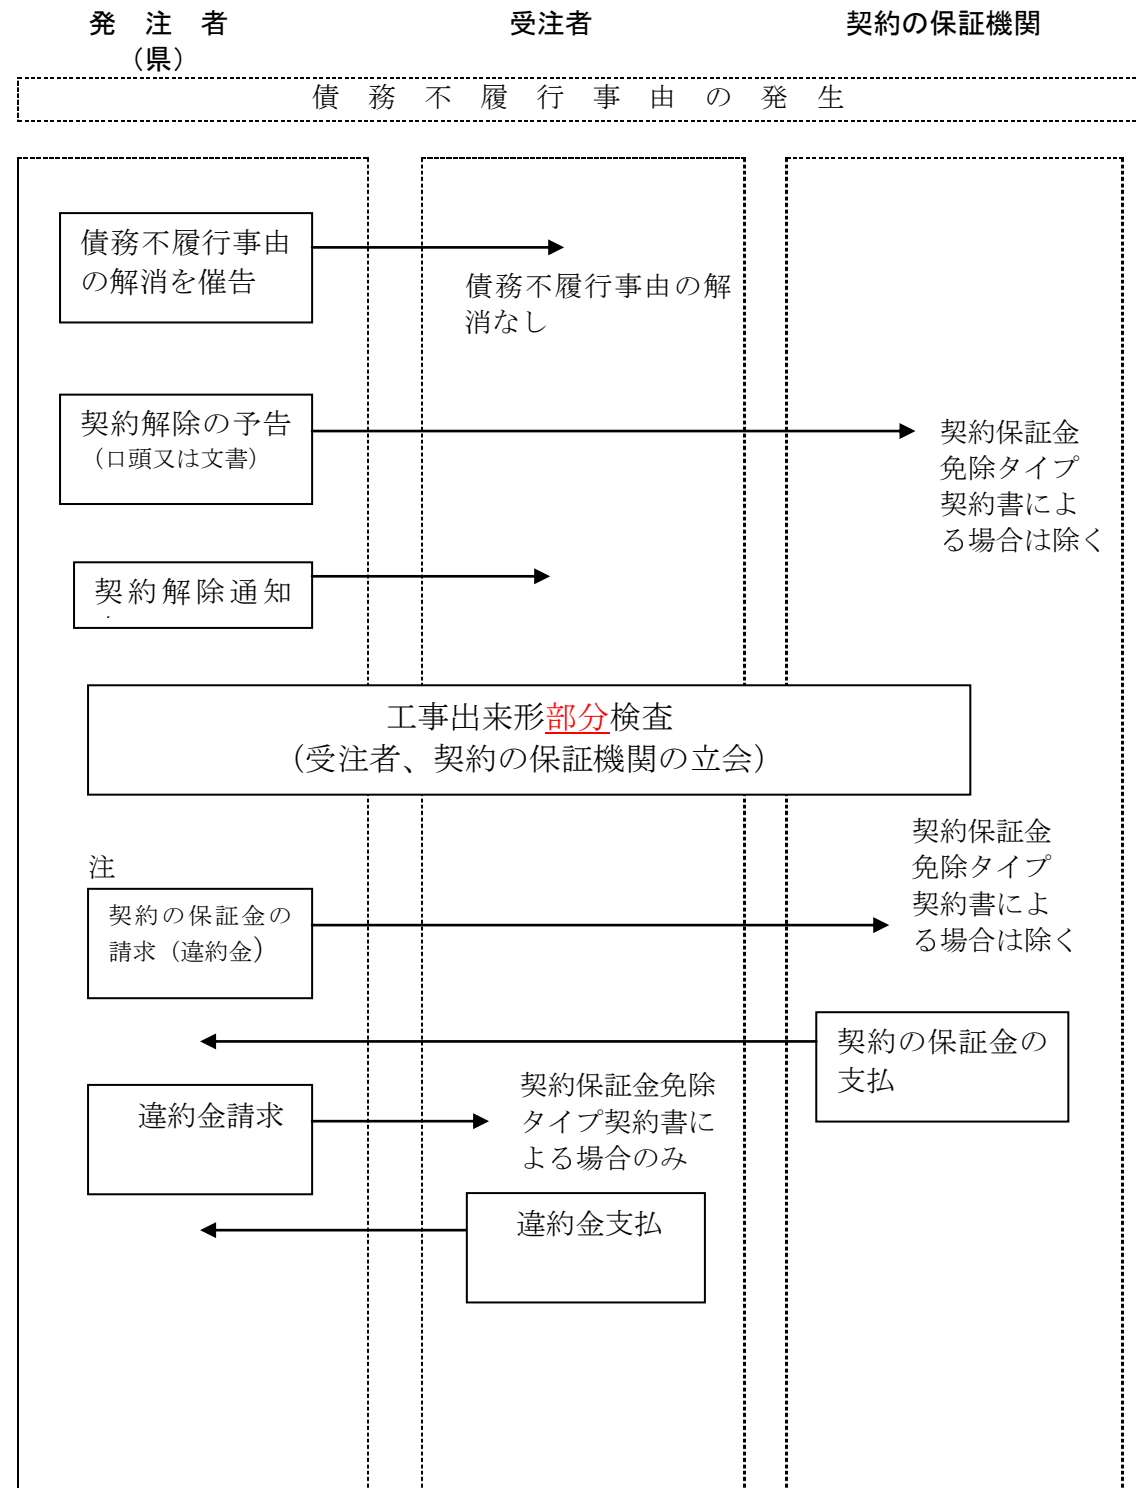 発　注　者
（県）
受注者
契約の保証機関
債　務　不　履　行　事　由　の　発　生
債務不履行事由
の解消を催告
債務不履行事由の解
消なし
契約解除の予告
（口頭又は文書）
契約保証金
免除タイプ
契約書によ
る場合は除く
契約解除通知
工事出来形部分検査
（受注者、契約の保証機関の立会）
契約保証金
免除タイプ
契約書によ
る場合は除く
注
契約の保証金の
請求（違約金）
契約の保証金の
支払
違約金請求
契約保証金免除
タイプ契約書に
よる場合のみ
違約金支払